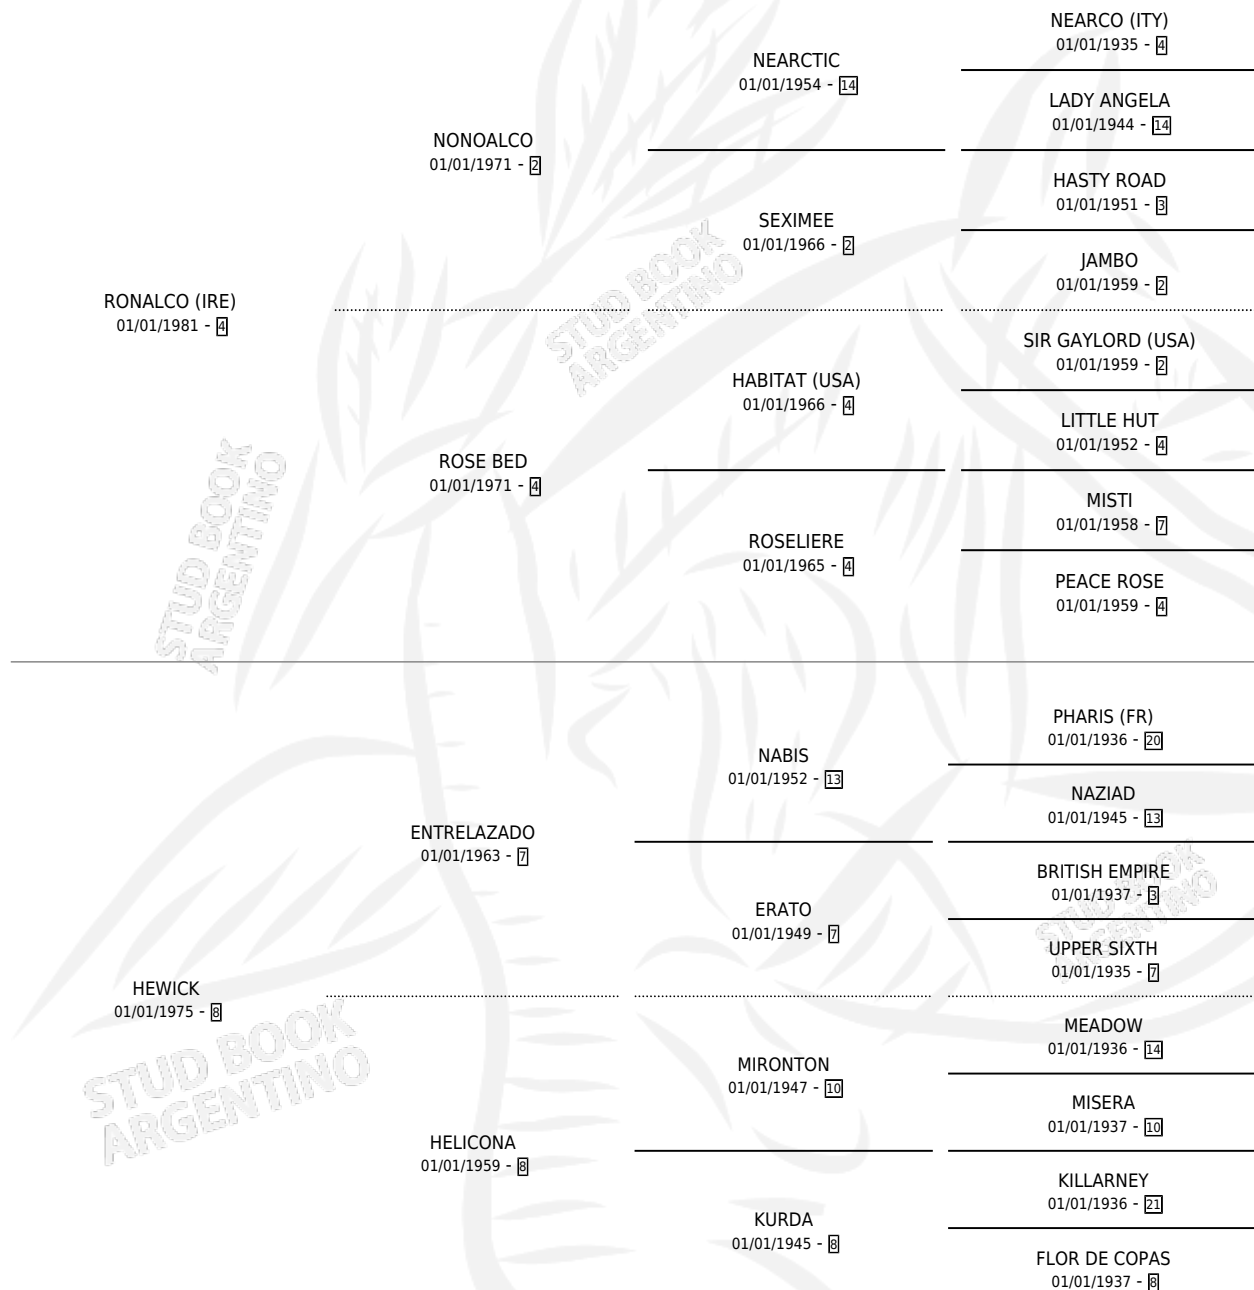 NEARCO (ITY)
01/01/1935 - 4
NEARCTIC
01/01/1954 - 14
LADY ANGELA
01/01/1944 - 14
NONOALCO
01/01/1971 - 2
HASTY ROAD
01/01/1951 - 3
SEXIMEE
01/01/1966 - 2
JAMBO
01/01/1959 - 2
RONALCO (IRE)
01/01/1981 - 4
STUD BOOK
ARGENTINO
SIR GAYLORD (USA)
01/01/1959 - 2
HABITAT (USA)
01/01/1966 - 4
LITTLE HUT
01/01/1952 - 4
ROSE BED
01/01/1971 - 4
MISTI
01/01/1958 - 7
ROSELIERE
01/01/1965 - 4
PEACE ROSE
01/01/1959 - 4
STUD BOOK
ARGENTINO
PHARIS (FR)
01/01/1936 - 20
NABIS
01/01/1952 - 13
NAZIAD
01/01/1945 - 13
ENTRELAZADO
01/01/1963 - 7
BRITISH EMPIRE
01/01/1937 - 3
STUD BOOK
ARGENTINO
ERATO
01/01/1949 - 7
UPPER SIXTH
01/01/1935 - 7
HEWICK
01/01/1975 - 8
STUD BOOK
ARGENTINO
MEADOW
01/01/1936 - 14
MIRONTON
01/01/1947 - 10
MISERA
01/01/1937 - 10
HELICONA
01/01/1959 - 8
KILLARNEY
01/01/1936 - 21
KURDA
01/01/1945 - 8
FLOR DE COPAS
01/01/1937 - 8